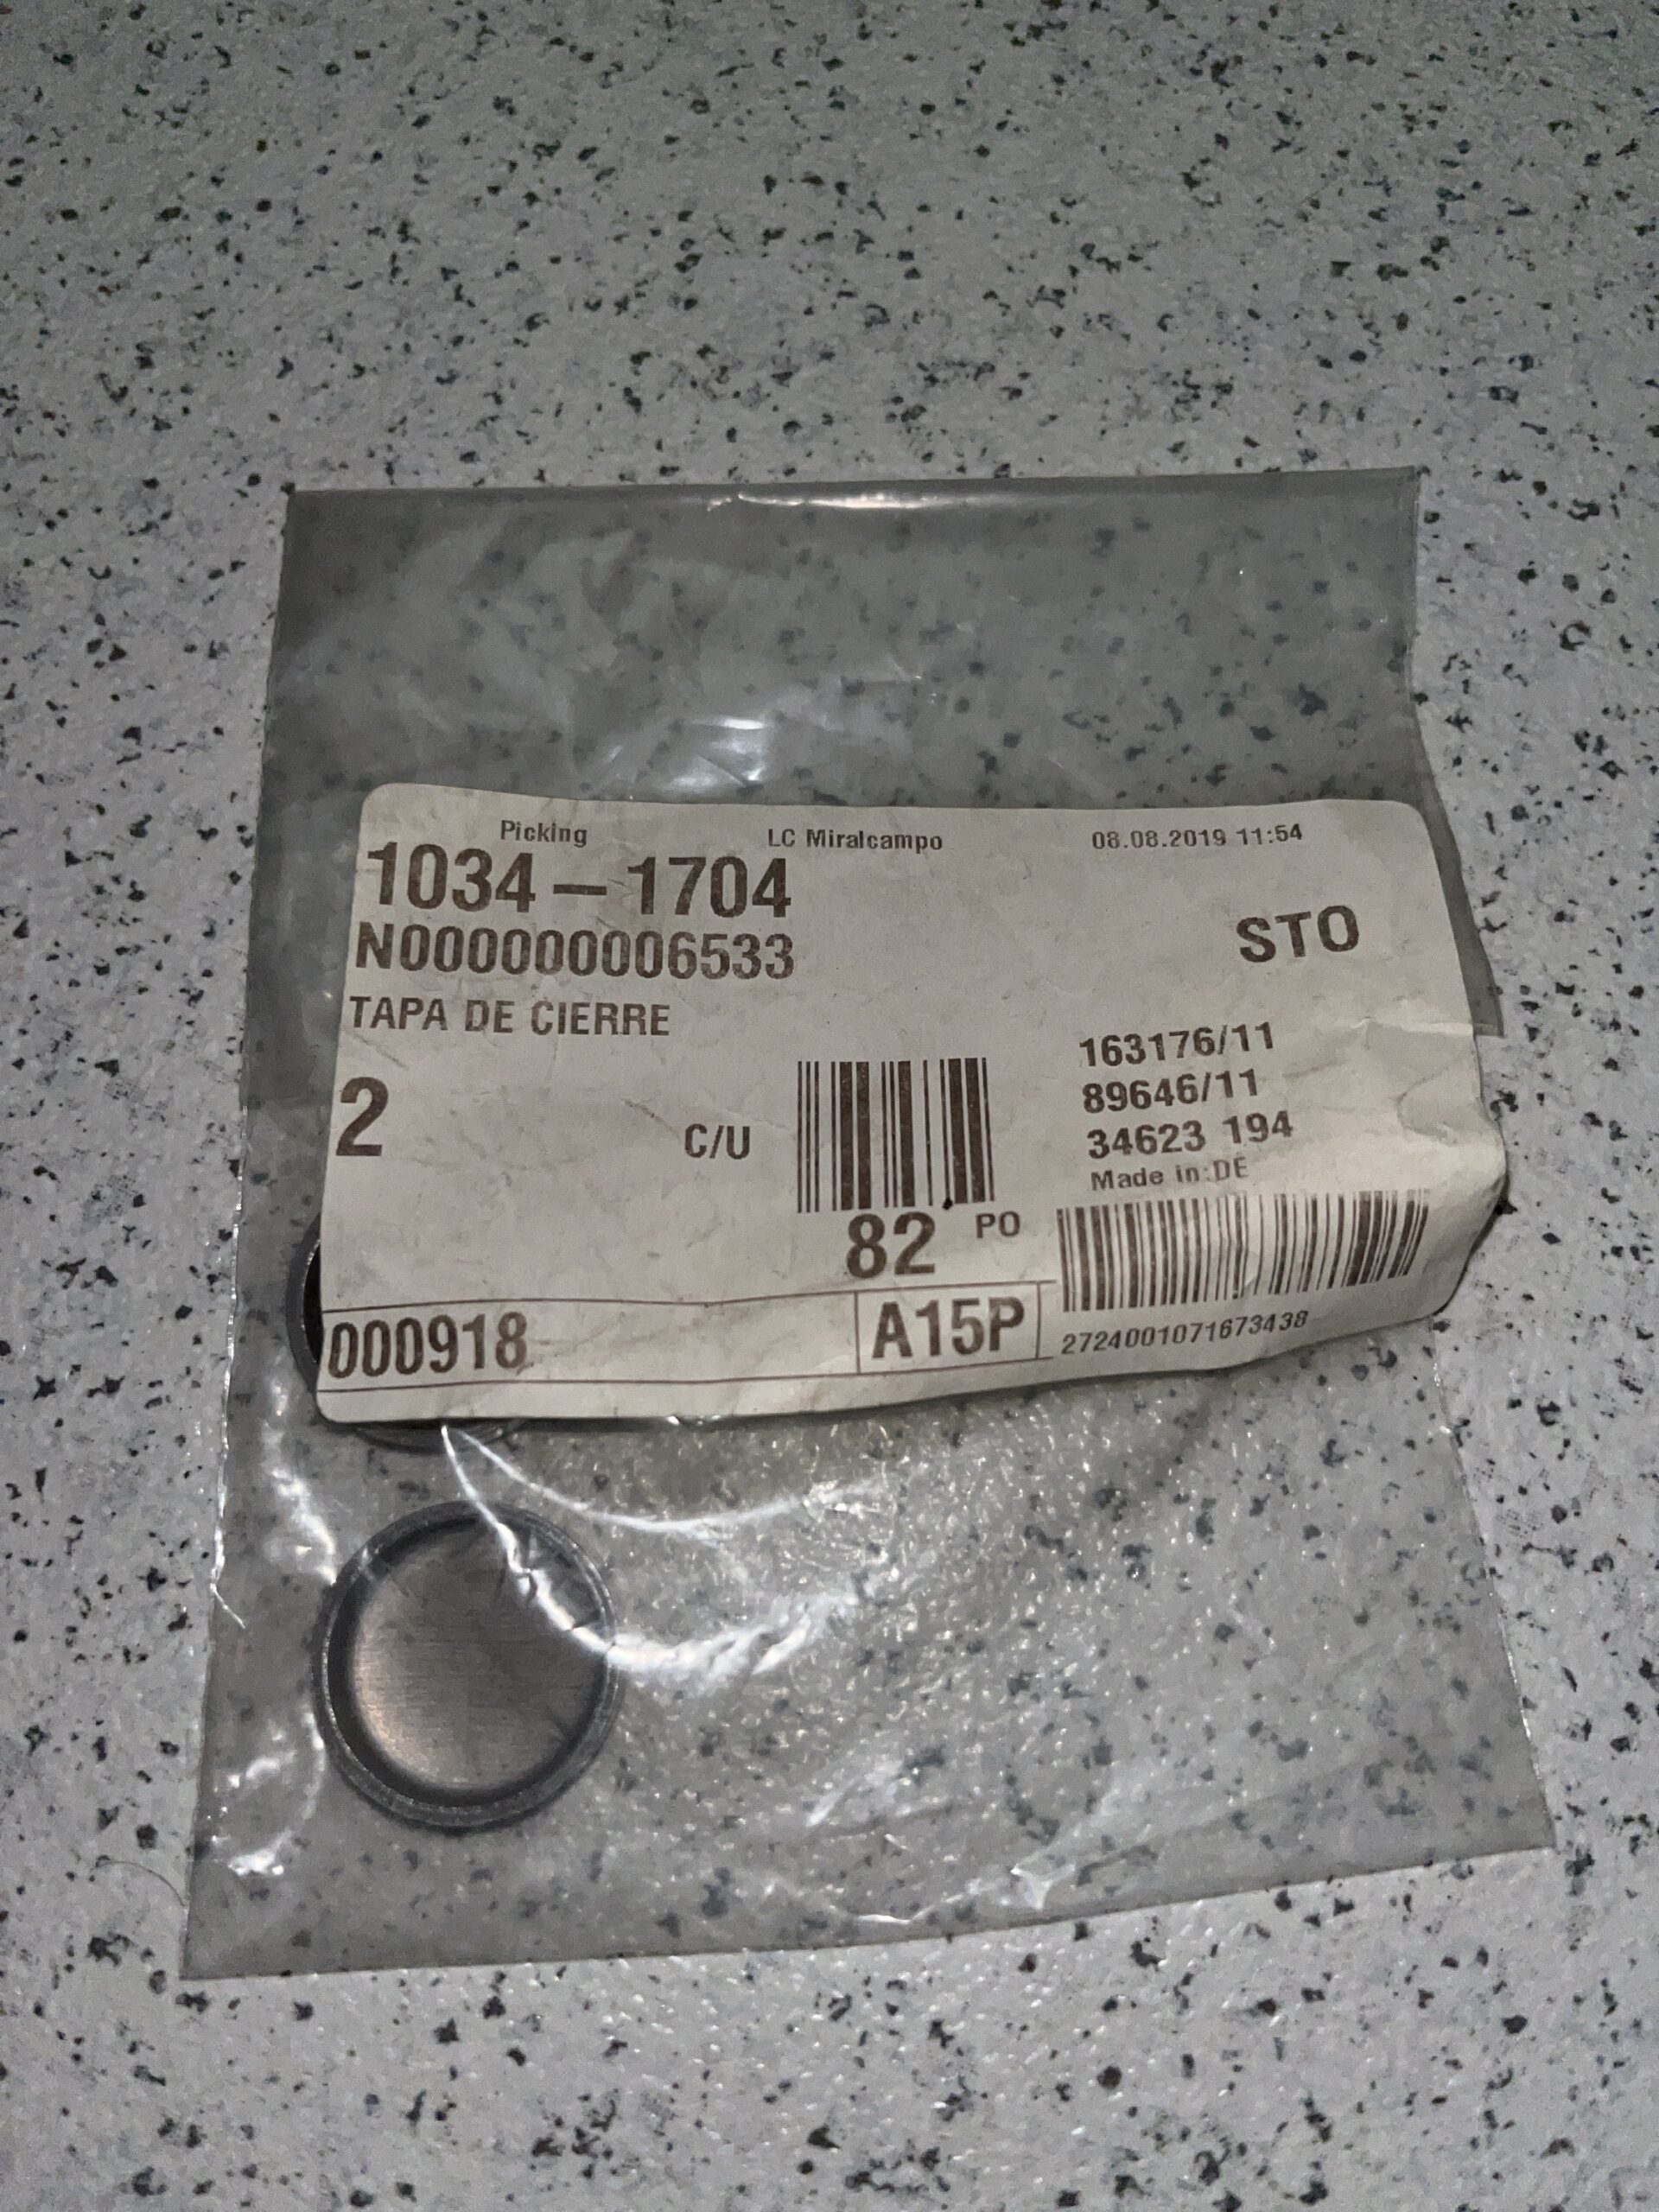 Picking LC Miralcampo 08.08.2019 11:54
1034 — 1704
N000000006533
STO
TAPA DE CIERRE
163176/11
89646/11
2 C/U
34623 194
Made in:DE
82 PO
000918
A15P
2724001071673438